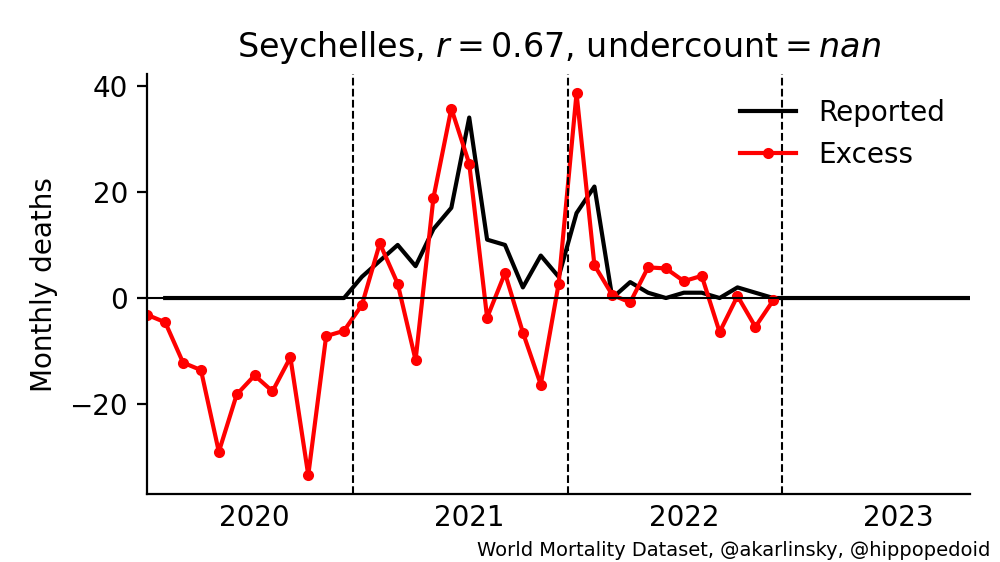 Seychelles, r = 0.67, undercount = nan
Monthly deaths
40
20
0
−20
Reported
Excess
2020 2021 2022 2023
World Mortality Dataset, @akarlinsky, @hippopedoid